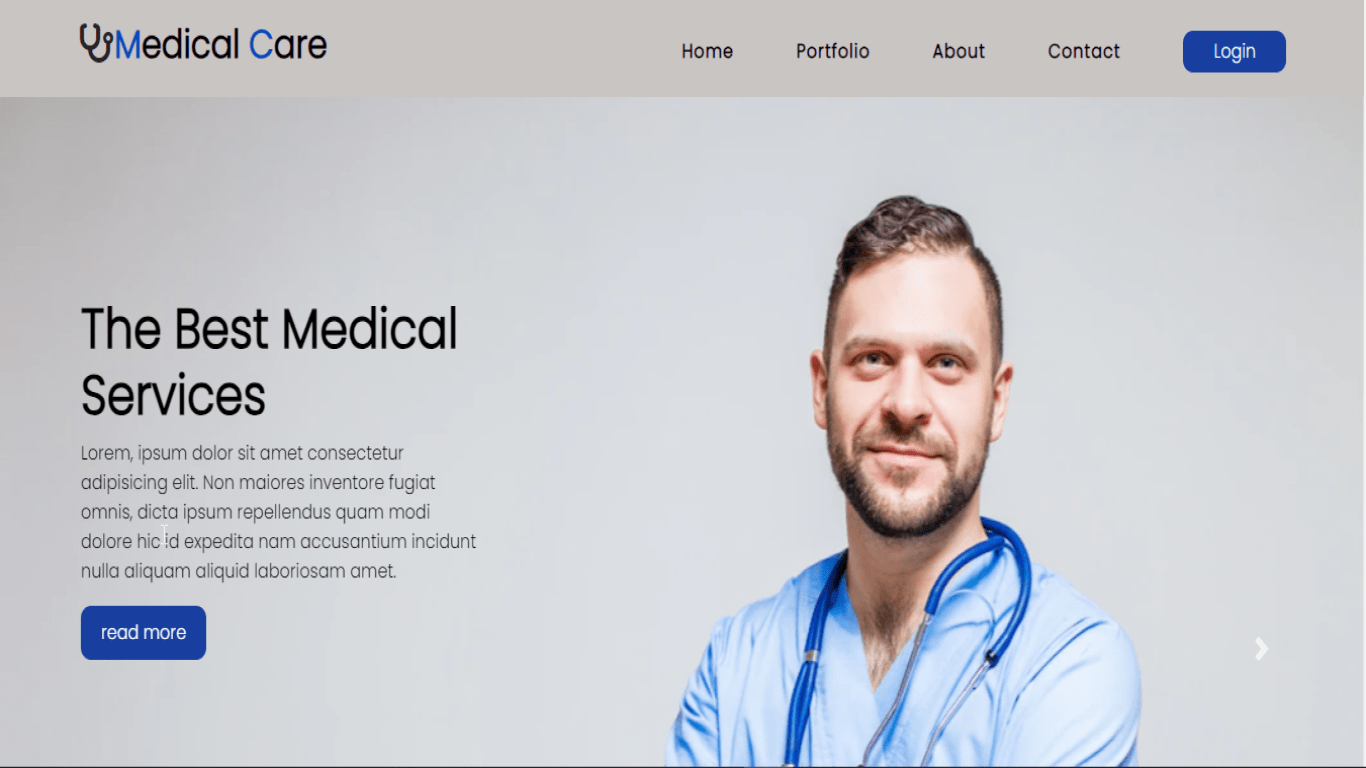 Medical Care
Home
Portfolio
About
Contact
Login
The Best Medical
Services
Lorem, ipsum dolor sit amet consectetur
adipisicing elit. Non maiores inventore fugiat
omnis, dicta ipsum repellendus quam modi
dolore hic id expedita nam accusantium incidunt
nulla aliquam aliquid laboriosam amet.
read more